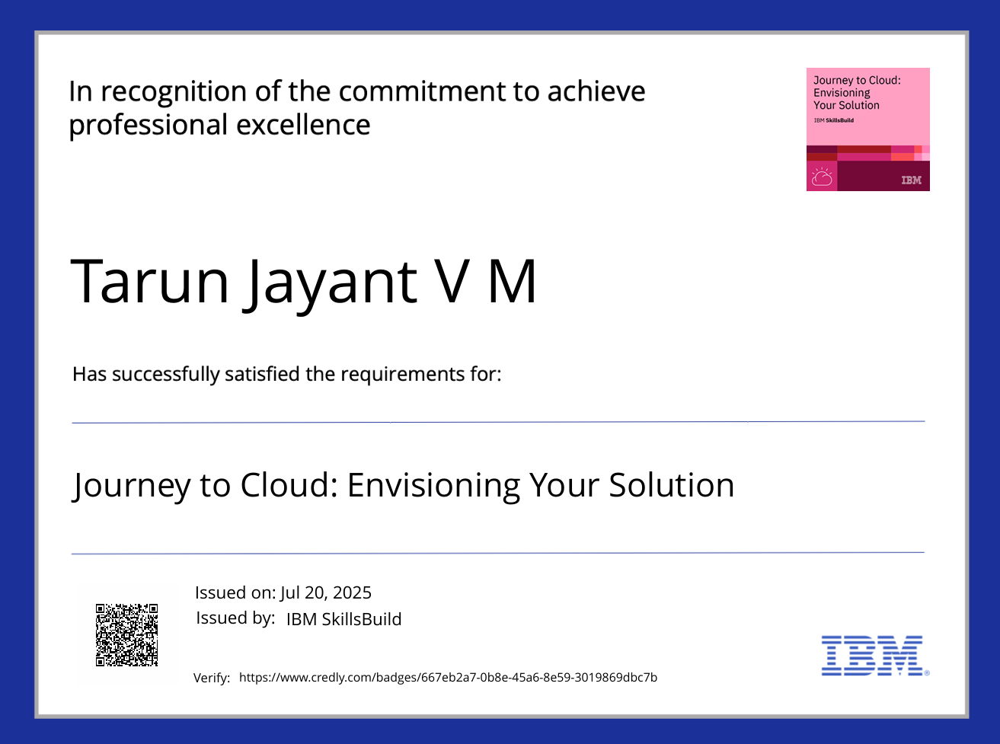 In recognition of the commitment to achieve
professional excellence
Journey to Cloud:
Envisioning
Your Solution
IBM SkillsBuild
IBM
Tarun Jayant V M
Has successfully satisfied the requirements for:
Journey to Cloud: Envisioning Your Solution
Issued on: Jul 20, 2025
Issued by: IBM SkillsBuild
Verify: https://www.credly.com/badges/667eb2a7-0b8e-45a6-8e59-3019869dbc7b
IBM®